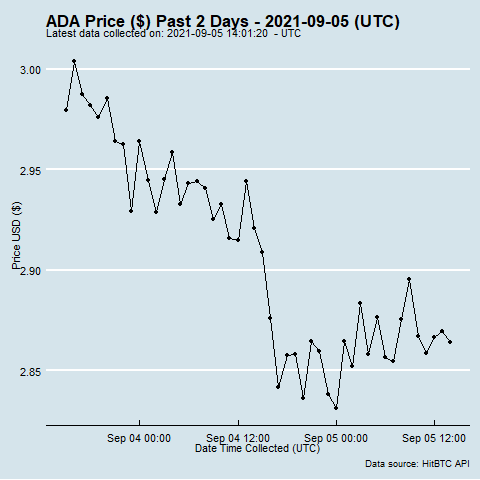 ADA Price ($) Past 2 Days - 2021-09-05 (UTC)
Latest data collected on: 2021-09-05 14:01:20  - UTC
3.00
2.95
2.90
2.85
Price USD ($)
Sep 04 00:00 Sep 04 12:00 Sep 05 00:00 Sep 05 12:00
Date Time Collected (UTC)
Data source: HitBTC API